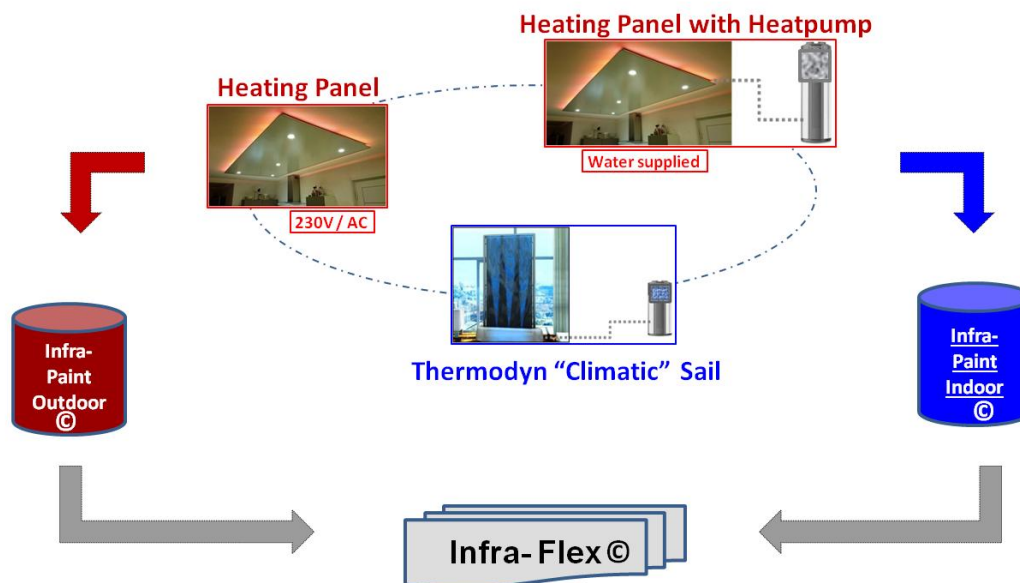 Heating Panel with Heatpump
Heating Panel
Water supplied
230V / AC
Thermodyn “Climatic” Sail
Infra-
Paint
Outdoor
©
Infra-
Paint
Indoor
©
Infra- Flex ©